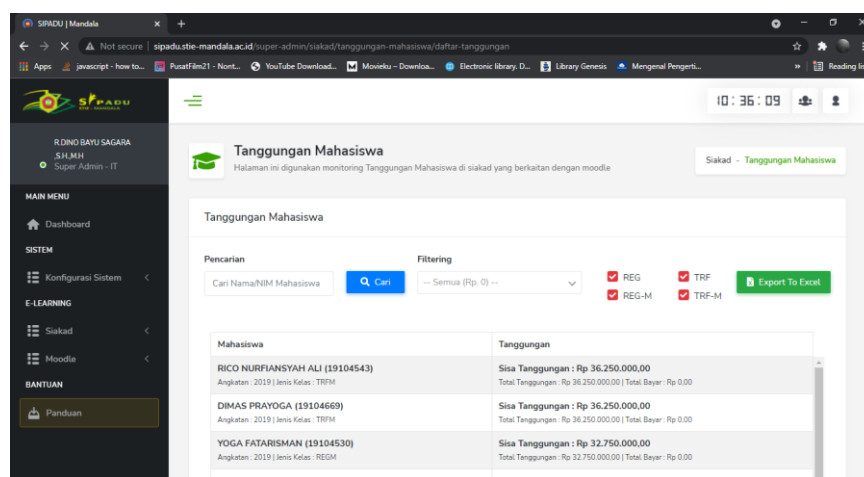 SIPADU | Mandala
Not secure | sipadu.stie-mandala.ac.id/super-admin/siakad/tanggungan-mahasiswa/daftar-tanggungan
Apps javascript - how to... PusatFilm21 - Nont... YouTube Download... Movieku – Downloa... Electronic library. D... Library Genesis Mengenal Pengerti... » Reading lis
SIPADU
STIE - MANDALA
10:36:09
R.DINO BAYU SAGARA
.S.H.,M.H
Super Admin - IT
MAIN MENU
Dashboard
SISTEM
Konfigurasi Sistem
E-LEARNING
Siakad
Moodle
BANTUAN
Panduan
Tanggungan Mahasiswa
Halaman ini digunakan monitoring Tanggungan Mahasiswa di siakad yang berkaitan dengan moodle
Siakad - Tanggungan Mahasiswa
Tanggungan Mahasiswa
Pencarian Filtering
Cari Nama/NIM Mahasiswa Cari -- Semua (Rp. 0) -- REG TRF Export To Excel
REG-M TRF-M
Mahasiswa Tanggungan
RICO NURFIANSYAH ALI (19104543) Sisa Tanggungan : Rp 36.250.000,00
Angkatan : 2019 | Jenis Kelas : TRFM Total Tanggungan : Rp 36.250.000,00 | Total Bayar : Rp 0,00
DIMAS PRAYOGA (19104669) Sisa Tanggungan : Rp 36.250.000,00
Angkatan : 2019 | Jenis Kelas : TRFM Total Tanggungan : Rp 36.250.000,00 | Total Bayar : Rp 0,00
YOGA FATARISMAN (19104530) Sisa Tanggungan : Rp 32.750.000,00
Angkatan : 2019 | Jenis Kelas : REGM Total Tanggungan : Rp 32.750.000,00 | Total Bayar : Rp 0,00